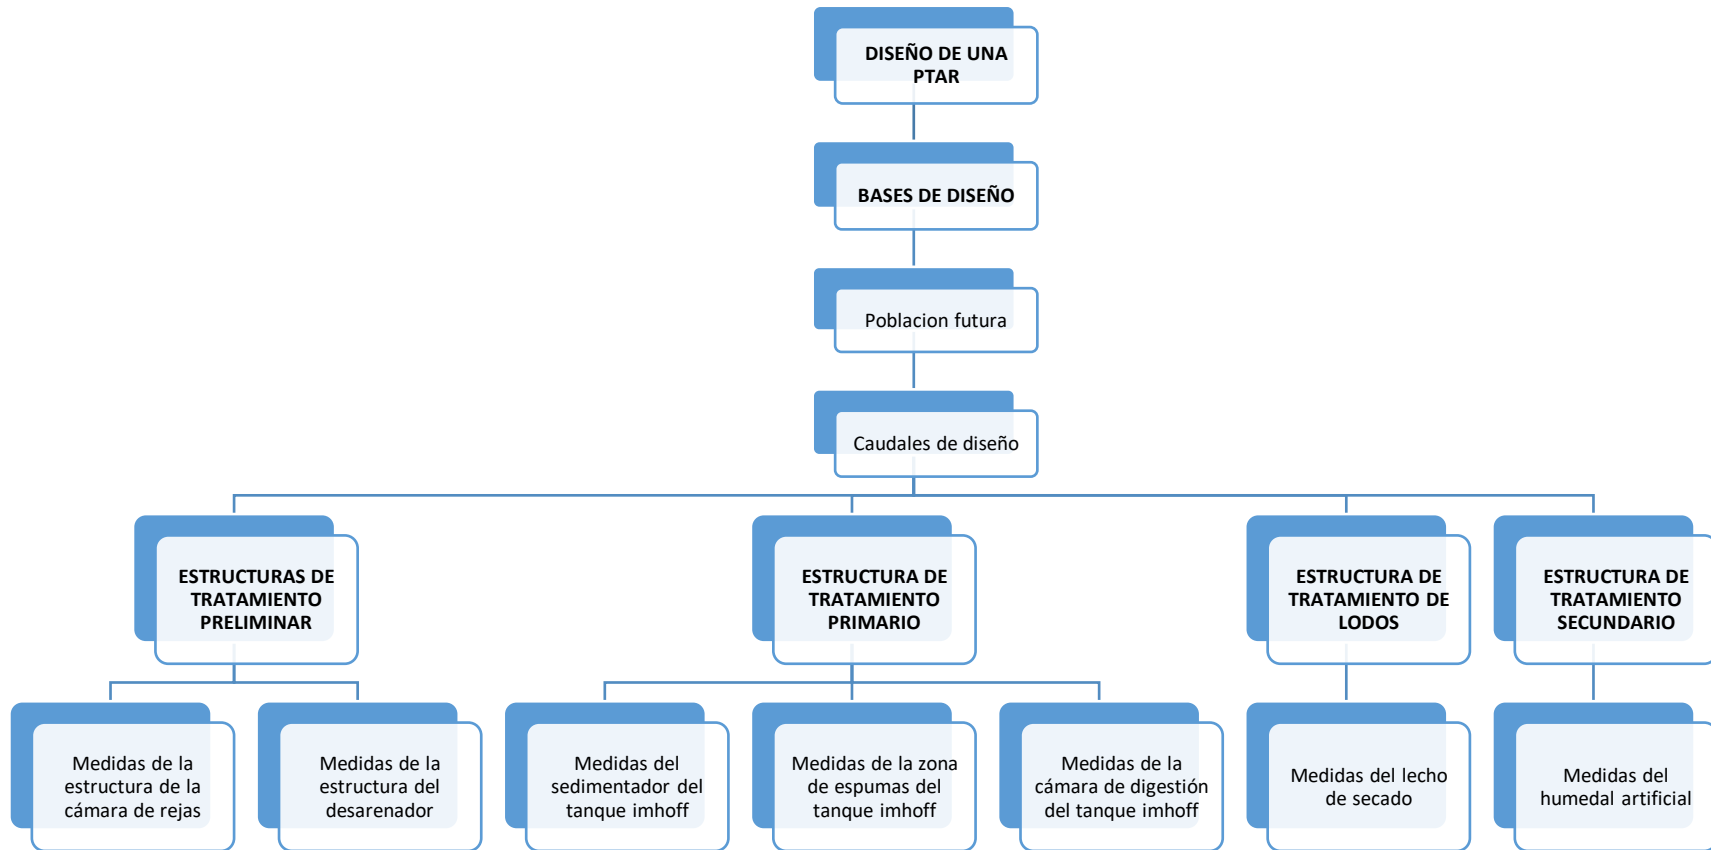 DISEÑO DE UNA
PTAR
BASES DE DISEÑO
Poblacion futura
Caudales de diseño
ESTRUCTURAS DE
TRATAMIENTO
PRELIMINAR
ESTRUCTURA DE
TRATAMIENTO
PRIMARIO
ESTRUCTURA DE
TRATAMIENTO DE
LODOS
ESTRUCTURA DE
TRATAMIENTO
SECUNDARIO
Medidas de la
estructura de la
cámara de rejas
Medidas de la
estructura del
desarenador
Medidas del
sedimentador del
tanque imhoff
Medidas de la zona
de espumas del
tanque imhoff
Medidas de la
cámara de digestión
del tanque imhoff
Medidas del lecho
de secado
Medidas del
humedal artificial